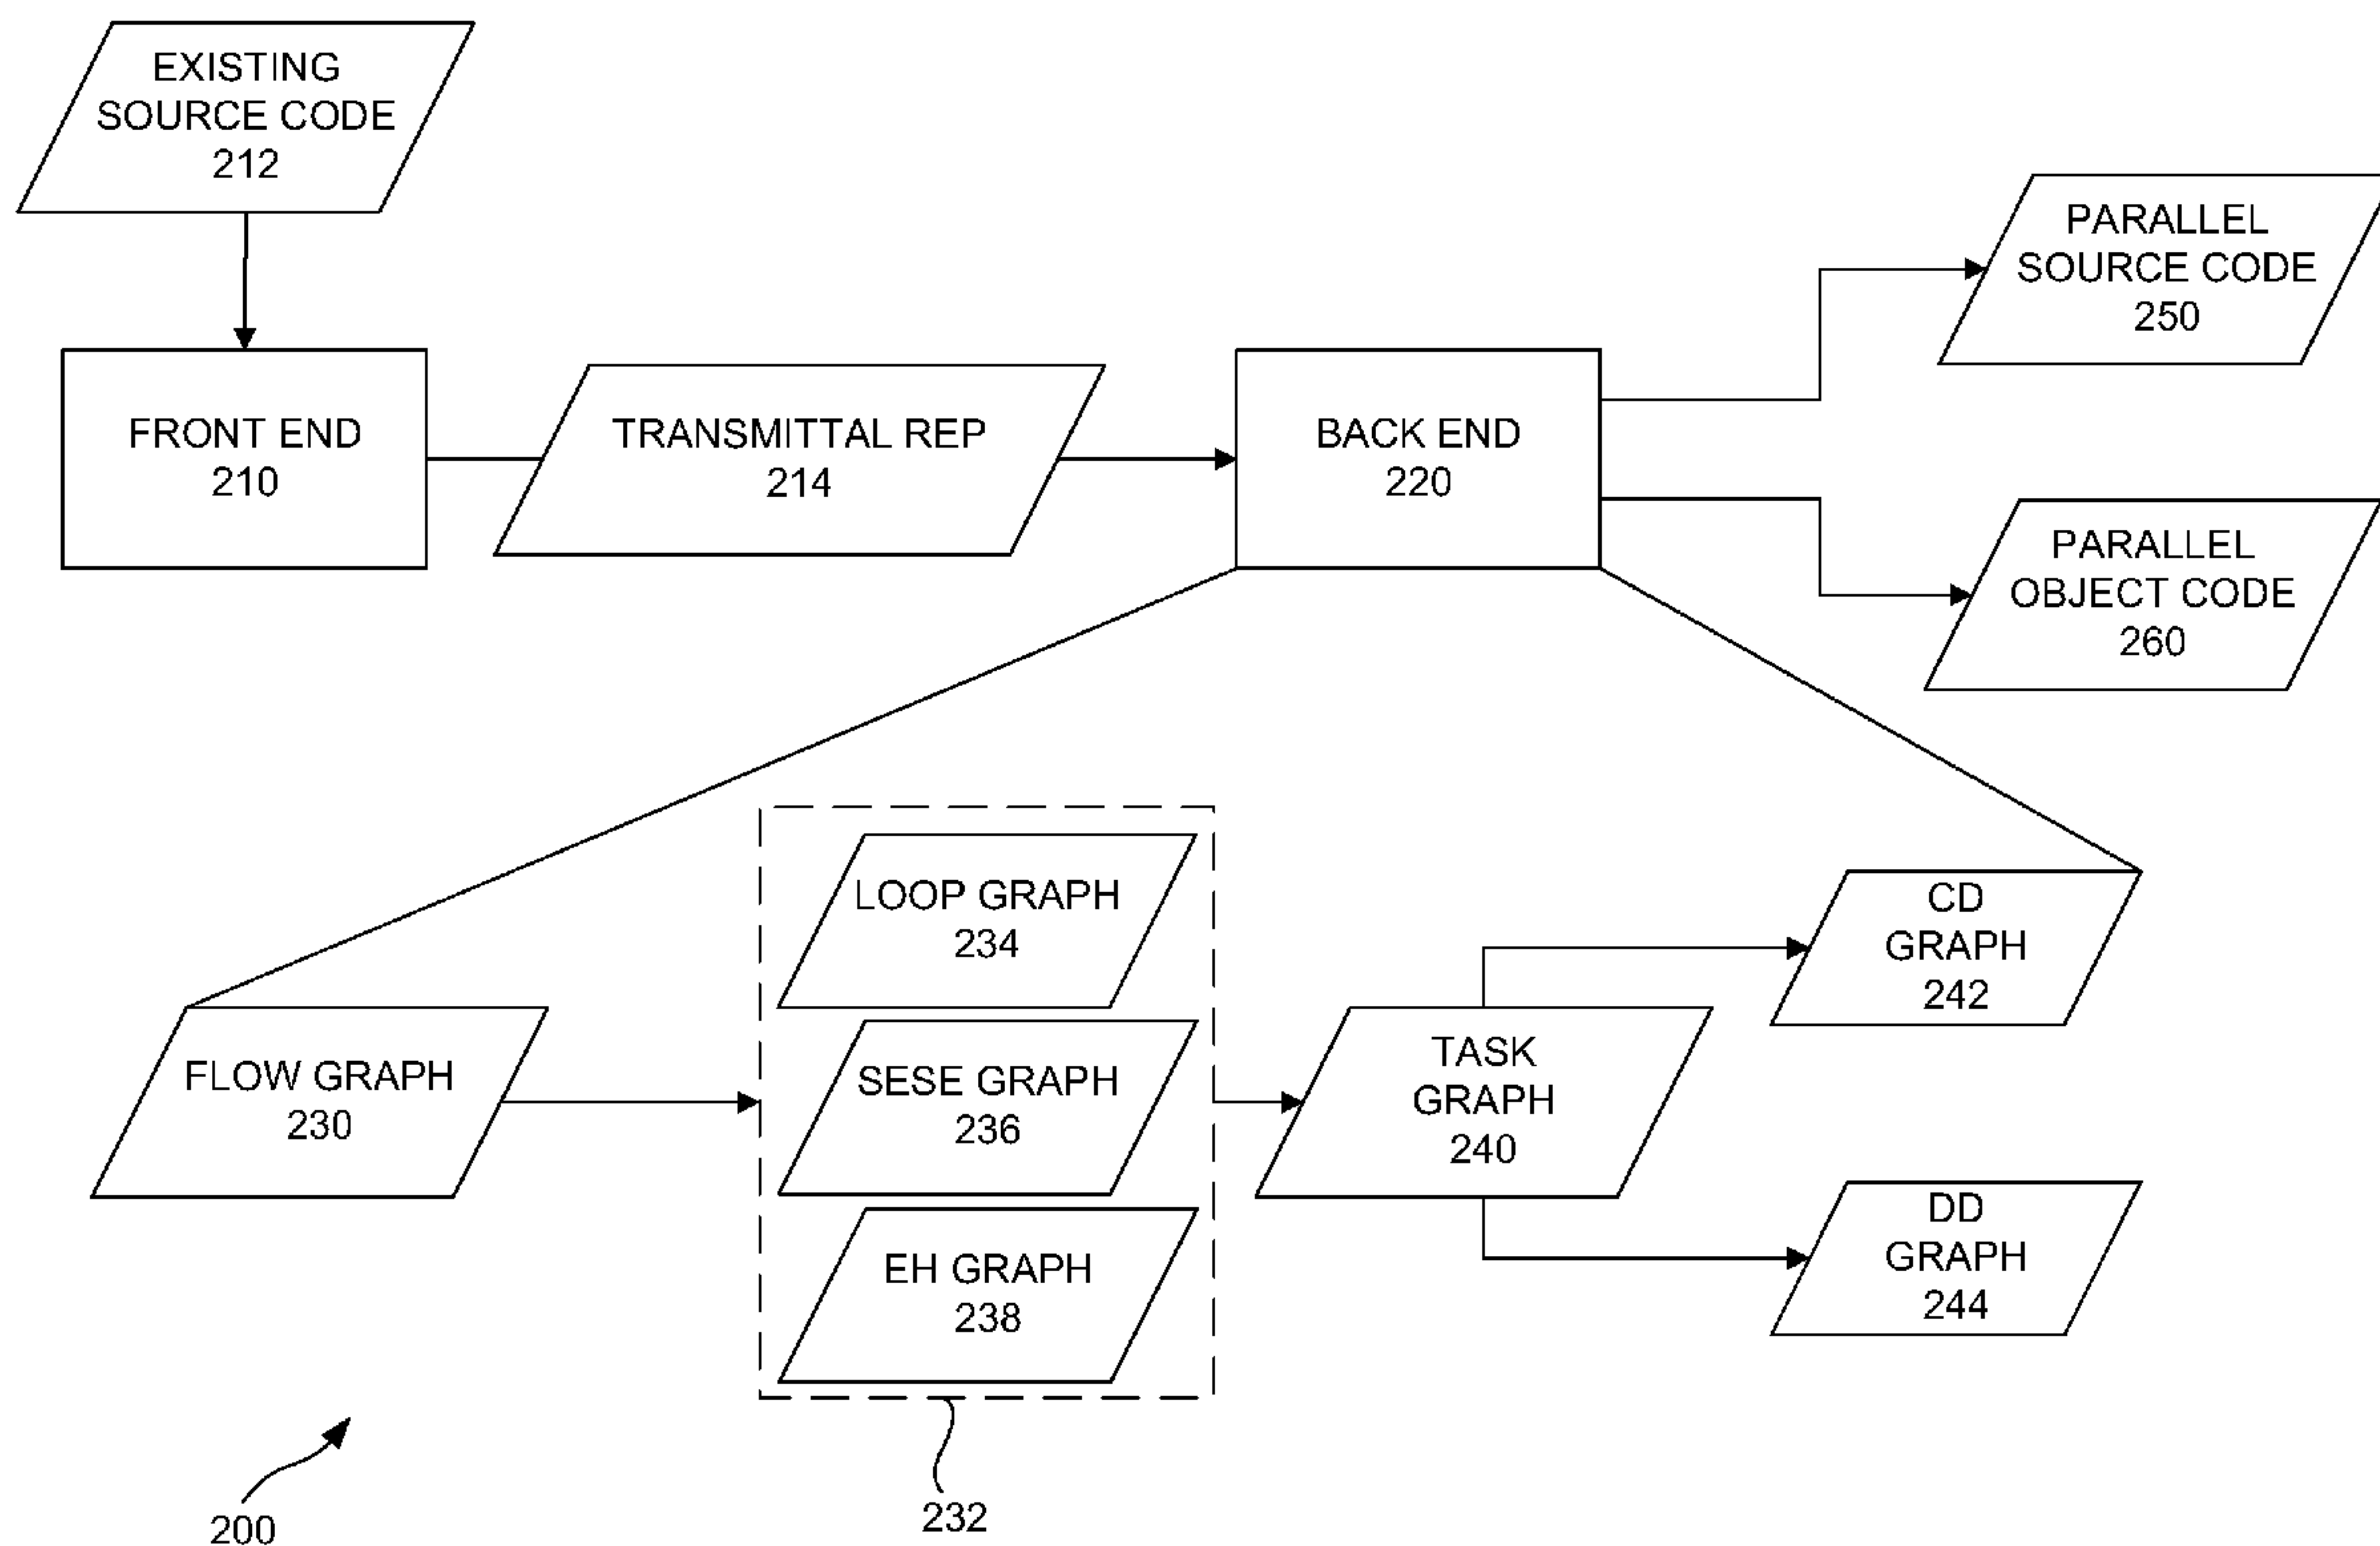 EXISTING
SOURCE CODE
212
FRONT END
210
TRANSMITTAL REP
214
BACK END
220
PARALLEL
SOURCE CODE
250
PARALLEL
OBJECT CODE
260
FLOW GRAPH
230
LOOP GRAPH
234
SESE GRAPH
236
EH GRAPH
238
232
TASK
GRAPH
240
CD
GRAPH
242
DD
GRAPH
244
200